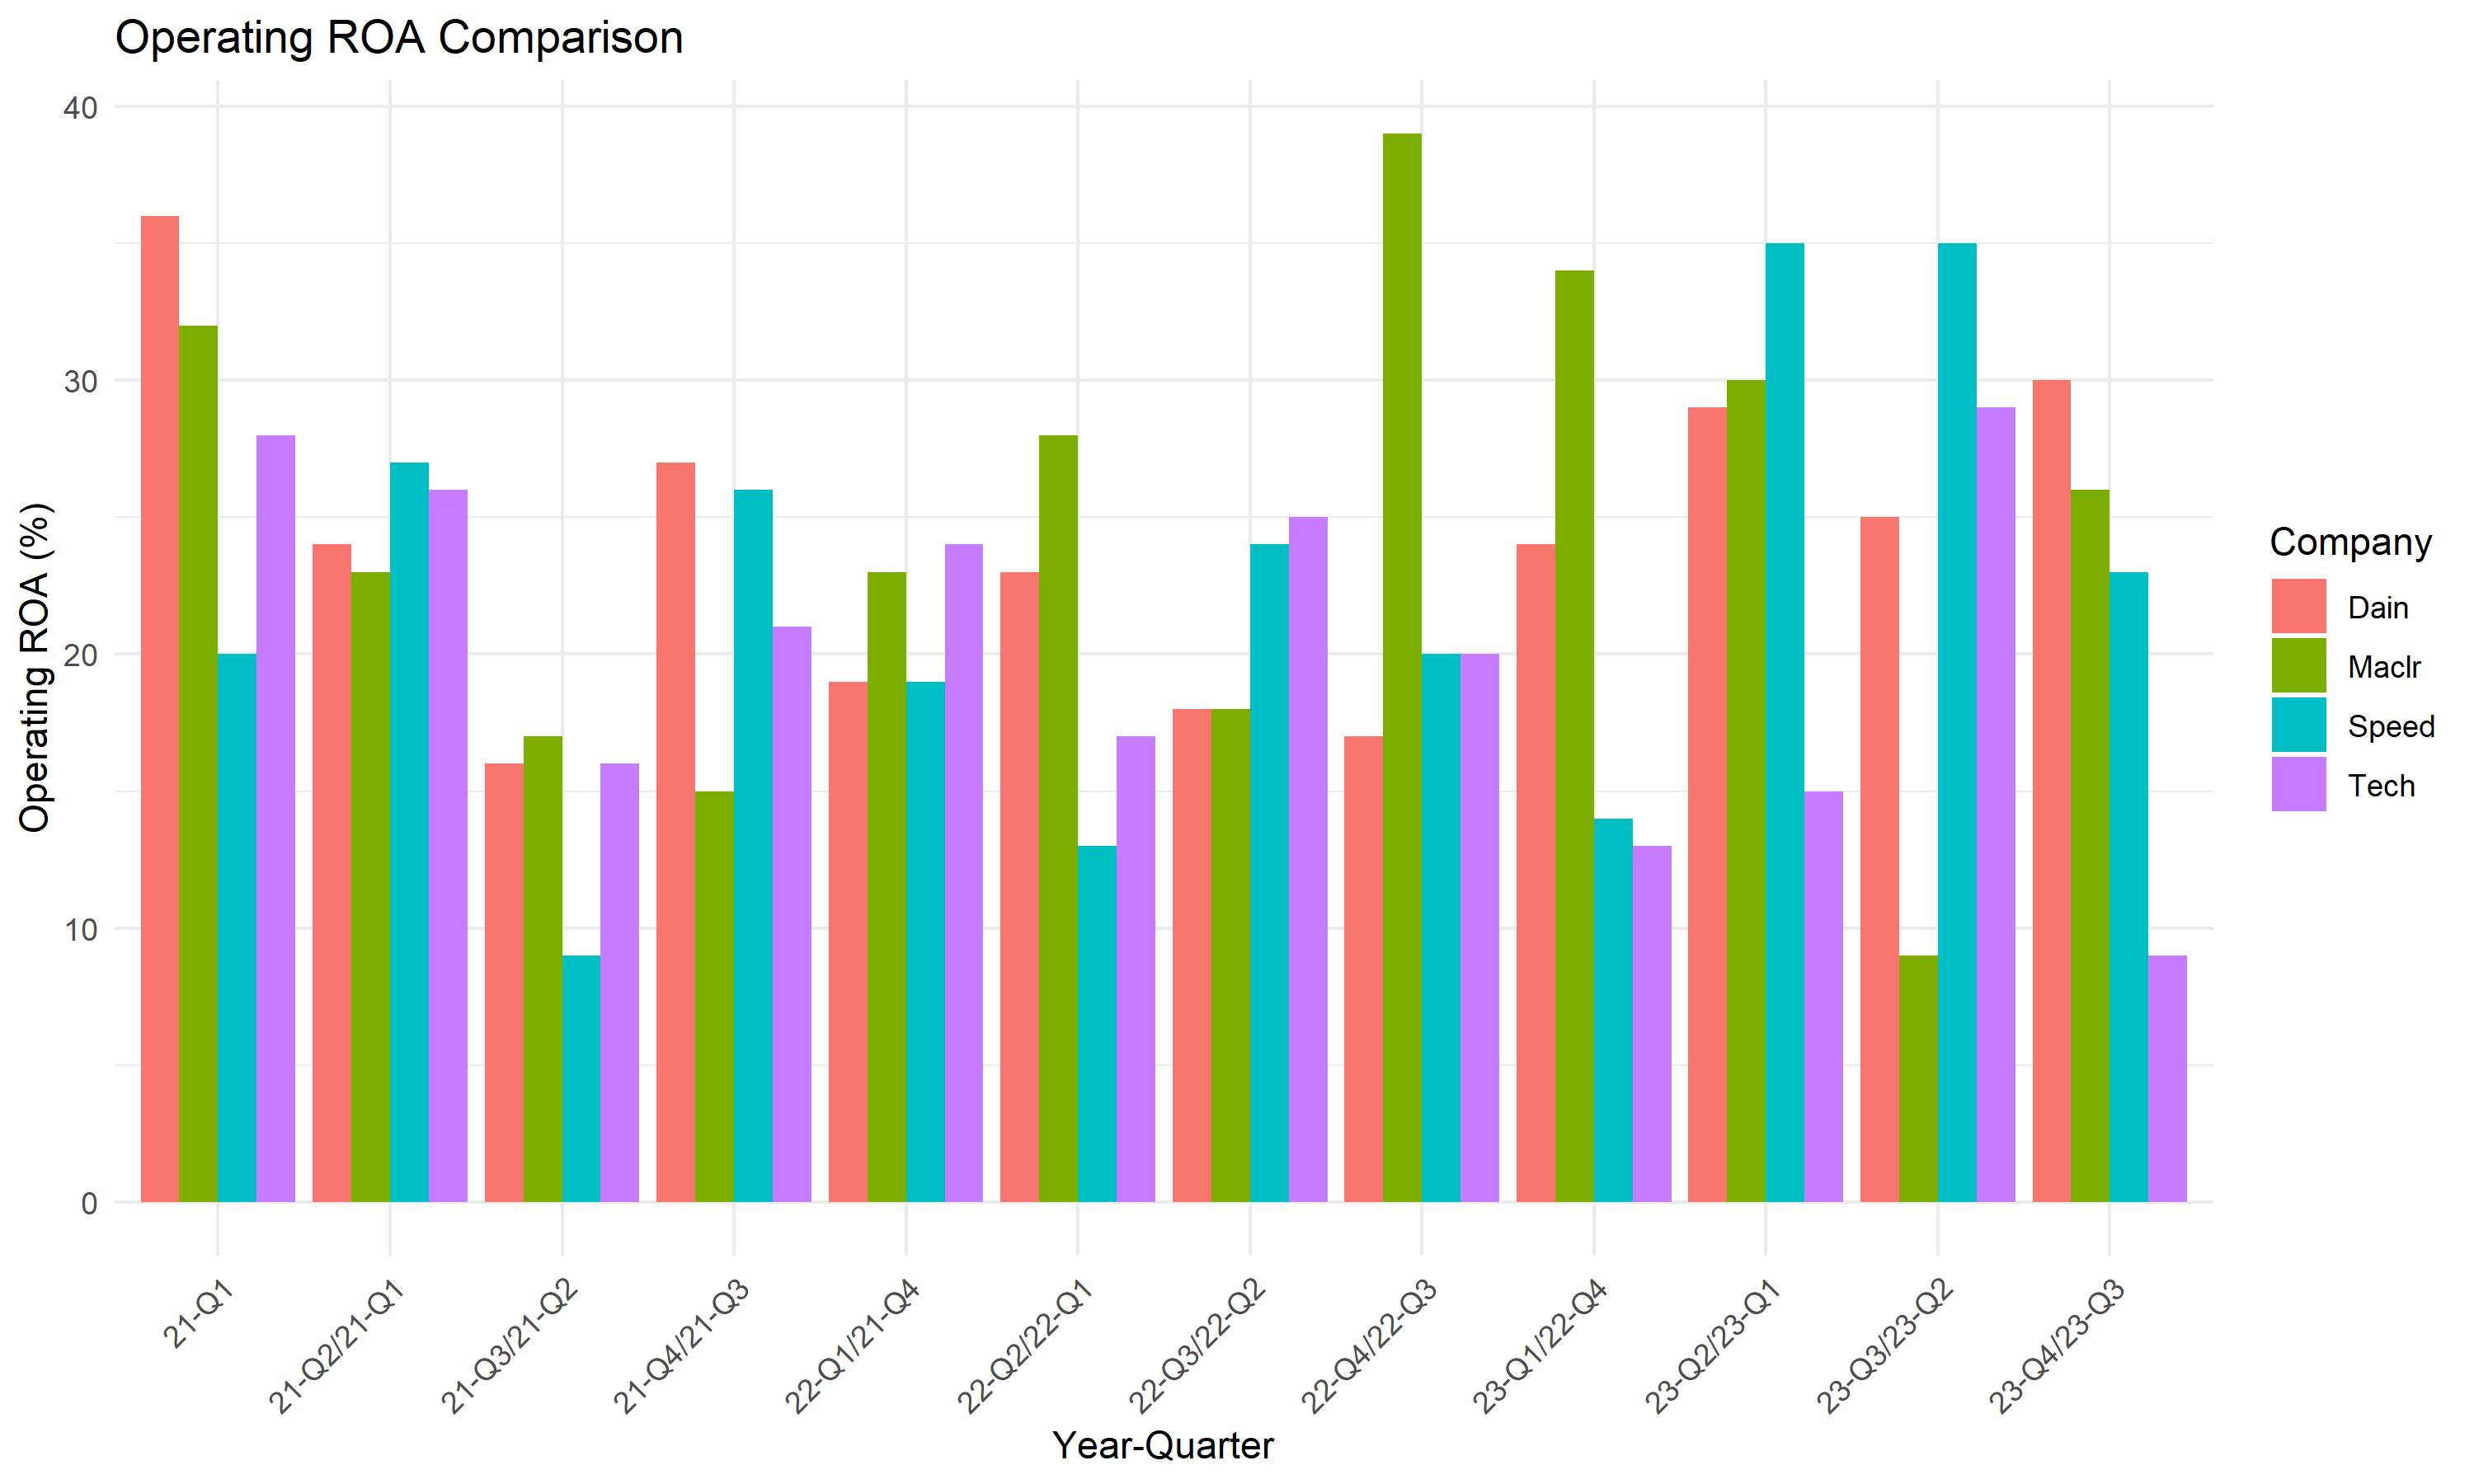 Operating ROA Comparison
Operating ROA (%)
40
30
20
10
0
21-Q1
21-Q2/21-Q1
21-Q3/21-Q2
21-Q4/21-Q3
22-Q1/21-Q4
22-Q2/22-Q1
22-Q3/22-Q2
22-Q4/22-Q3
23-Q1/22-Q4
23-Q2/23-Q1
23-Q3/23-Q2
23-Q4/23-Q3
Year-Quarter
Company
Dain
Maclr
Speed
Tech